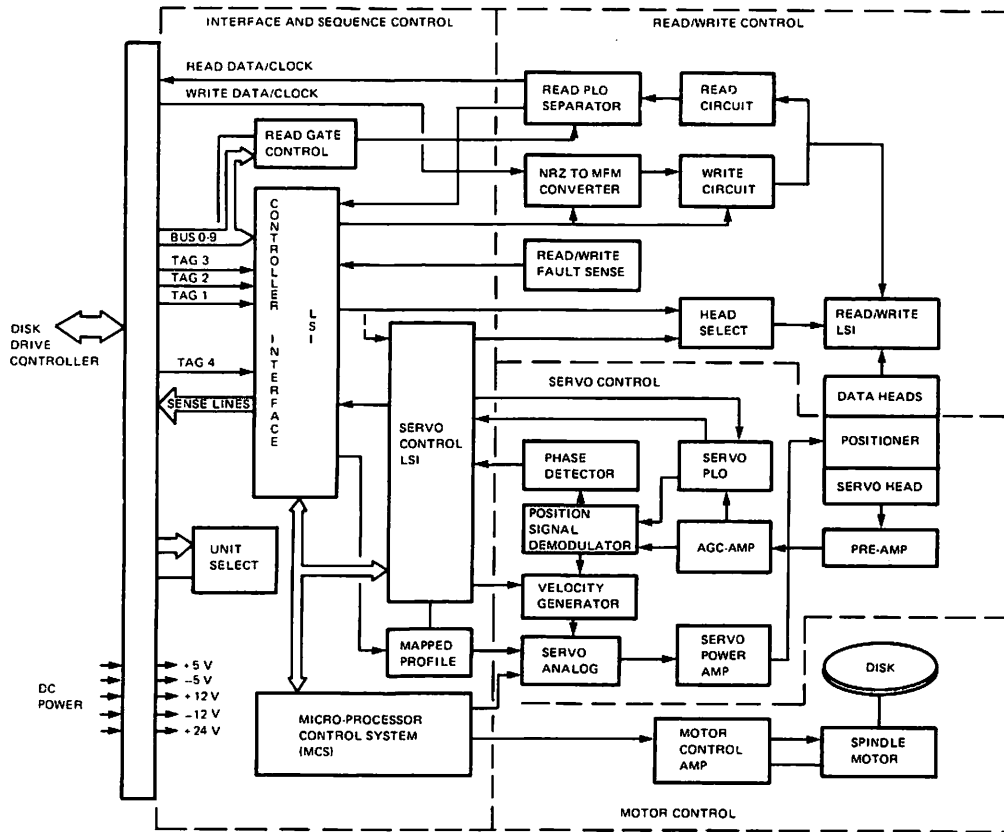 INTERFACE AND SEQUENCE CONTROL
READ/WRITE CONTROL
READ DATA/CLOCK
WRITE DATA/CLOCK
READ GATE
CONTROL
READ PLO
SEPARATOR
READ
CIRCUIT
NRZ TO MFM
CONVERTER
WRITE
CIRCUIT
CONTROLLER INTERFACE
LSI
BUS 0-9
TAG 3
TAG 2
TAG 1
TAG 4
SENSE LINES
DISK
DRIVE
CONTROLLER
READ/WRITE
FAULT SENSE
HEAD
SELECT
READ/WRITE
LSI
SERVO CONTROL
DATA HEADS
POSITIONER
SERVO HEAD
SERVO
CONTROL
LSI
PHASE
DETECTOR
SERVO
PLO
POSITION
SIGNAL
DEMODULATOR
AGC-AMP
PRE-AMP
UNIT
SELECT
VELOCITY
GENERATOR
MAPPED
PROFILE
SERVO
ANALOG
SERVO
POWER
AMP
DISK
DC
POWER
+5 V
-5 V
+12 V
-12 V
+24 V
MICRO-PROCESSOR
CONTROL SYSTEM
(MCS)
MOTOR
CONTROL
AMP
SPINDLE
MOTOR
MOTOR CONTROL